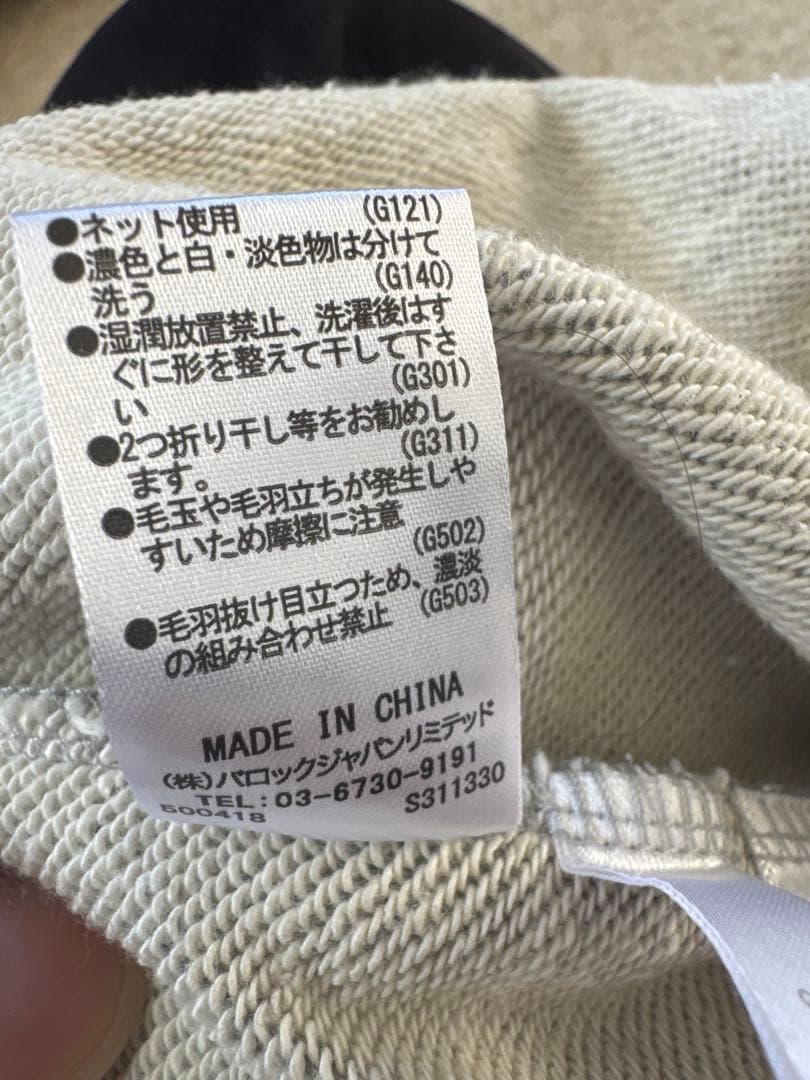 ●ネット使用 (G121)
●濃色と白・淡色物は分けて
洗う (G140)
●湿潤放置禁止、洗濯後はす
ぐに形を整えて干して下さ
い (G301)
●2つ折り干し等をお勧めし
ます。 (G311)
●毛玉や毛羽立ちが発生しや
すいため摩擦に注意
(G502)
●毛羽抜け目立つため、濃淡
の組み合わせ禁止 (G503)
MADE IN CHINA
(株)バロックジャパンリミテッド
TEL:03-6730-9191
500418 S311330